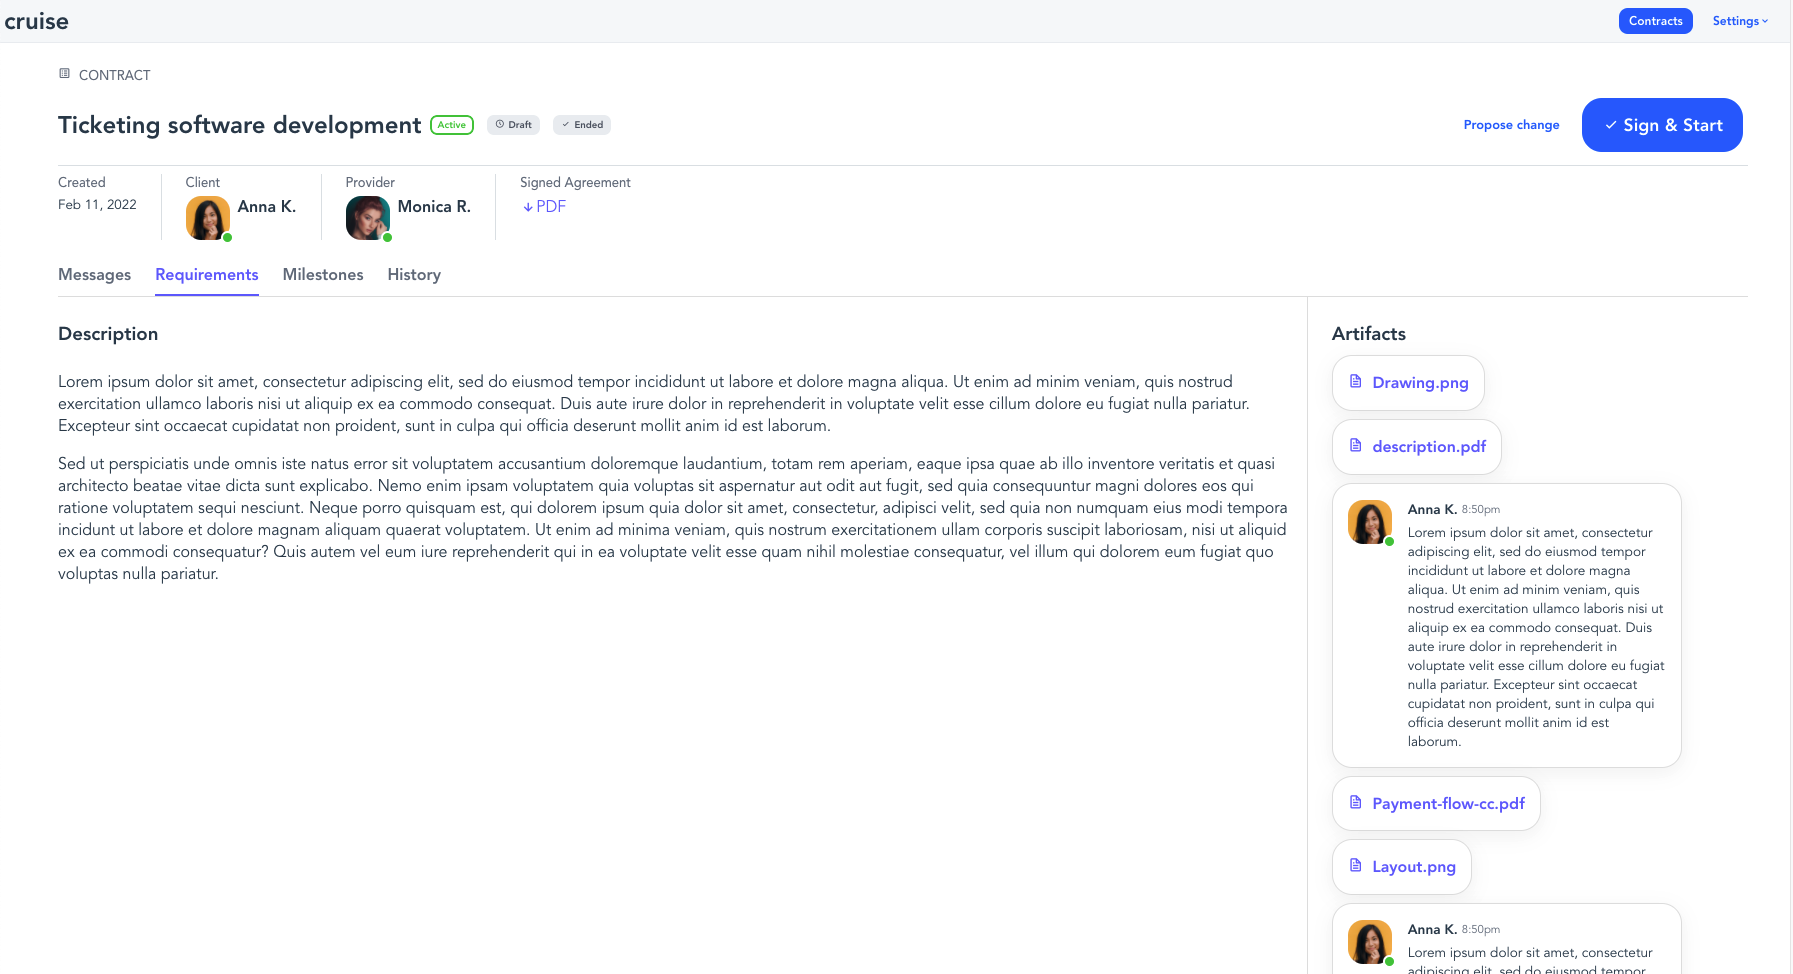 cruise
Contracts
Settings
CONTRACT
Ticketing software development
Active
Draft
Ended
Propose change
Sign & Start
Created
Feb 11, 2022
Client
Anna K.
Provider
Monica R.
Signed Agreement
PDF
Messages
Requirements
Milestones
History
Description
Lorem ipsum dolor sit amet, consectetur adipiscing elit, sed do eiusmod tempor incididunt ut labore et dolore magna aliqua. Ut enim ad minim veniam, quis nostrud
exercitation ullamco laboris nisi ut aliquip ex ea commodo consequat. Duis aute irure dolor in reprehenderit in voluptate velit esse cillum dolore eu fugiat nulla pariatur.
Excepteur sint occaecat cupidatat non proident, sunt in culpa qui officia deserunt mollit anim id est laborum.
Sed ut perspiciatis unde omnis iste natus error sit voluptatem accusantium doloremque laudantium, totam rem aperiam, eaque ipsa quae ab illo inventore veritatis et quasi
architecto beatae vitae dicta sunt explicabo. Nemo enim ipsam voluptatem quia voluptas sit aspernatur aut odit aut fugit, sed quia consequuntur magni dolores eos qui
ratione voluptatem sequi nesciunt. Neque porro quisquam est, qui dolorem ipsum quia dolor sit amet, consectetur, adipisci velit, sed quia non numquam eius modi tempora
incidunt ut labore et dolore magnam aliquam quaerat voluptatem. Ut enim ad minima veniam, quis nostrum exercitationem ullam corporis suscipit laboriosam, nisi ut aliquid
ex ea commodi consequatur? Quis autem vel eum iure reprehenderit qui in ea voluptate velit esse quam nihil molestiae consequatur, vel illum qui dolorem eum fugiat quo
voluptas nulla pariatur.
Artifacts
Drawing.png
description.pdf
Anna K. 8:50pm
Lorem ipsum dolor sit amet, consectetur
adipiscing elit, sed do eiusmod tempor
incididunt ut labore et dolore magna
aliqua. Ut enim ad minim veniam, quis
nostrud exercitation ullamco laboris nisi ut
aliquip ex ea commodo consequat. Duis
aute irure dolor in reprehenderit in
voluptate velit esse cillum dolore eu fugiat
nulla pariatur. Excepteur sint occaecat
cupidatat non proident, sunt in culpa qui
officia deserunt mollit anim id est
laborum.
Payment-flow-cc.pdf
Layout.png
Anna K. 8:50pm
Lorem ipsum dolor sit amet, consectetur
adipiscing elit, sed do eiusmod tempor